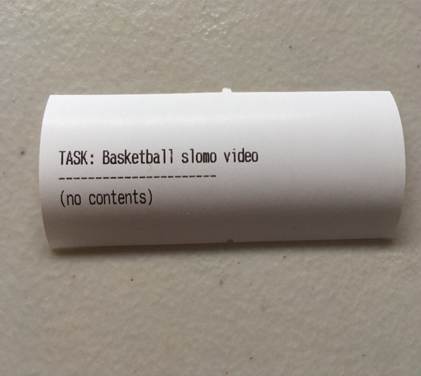 TASK: Basketball slomo video
----------------------
(no contents)